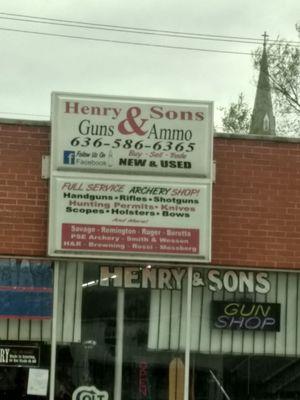 Henry & Sons
Guns & Ammo
636-586-6365
Follow Us On
Facebook
Buy - Sell - Trade
NEW & USED
FULL SERVICE ARCHERY SHOP!
Handguns • Rifles • Shotguns
Hunting Permits • Knives
Scopes • Holsters • Bows
And More!
Savage - Remington - Ruger - Beretta
PSE Archery - Smith & Wesson
H&R - Browning - Rossi - Mossberg
HENRY & SONS
GUN
SHOP
OPEN
COLT